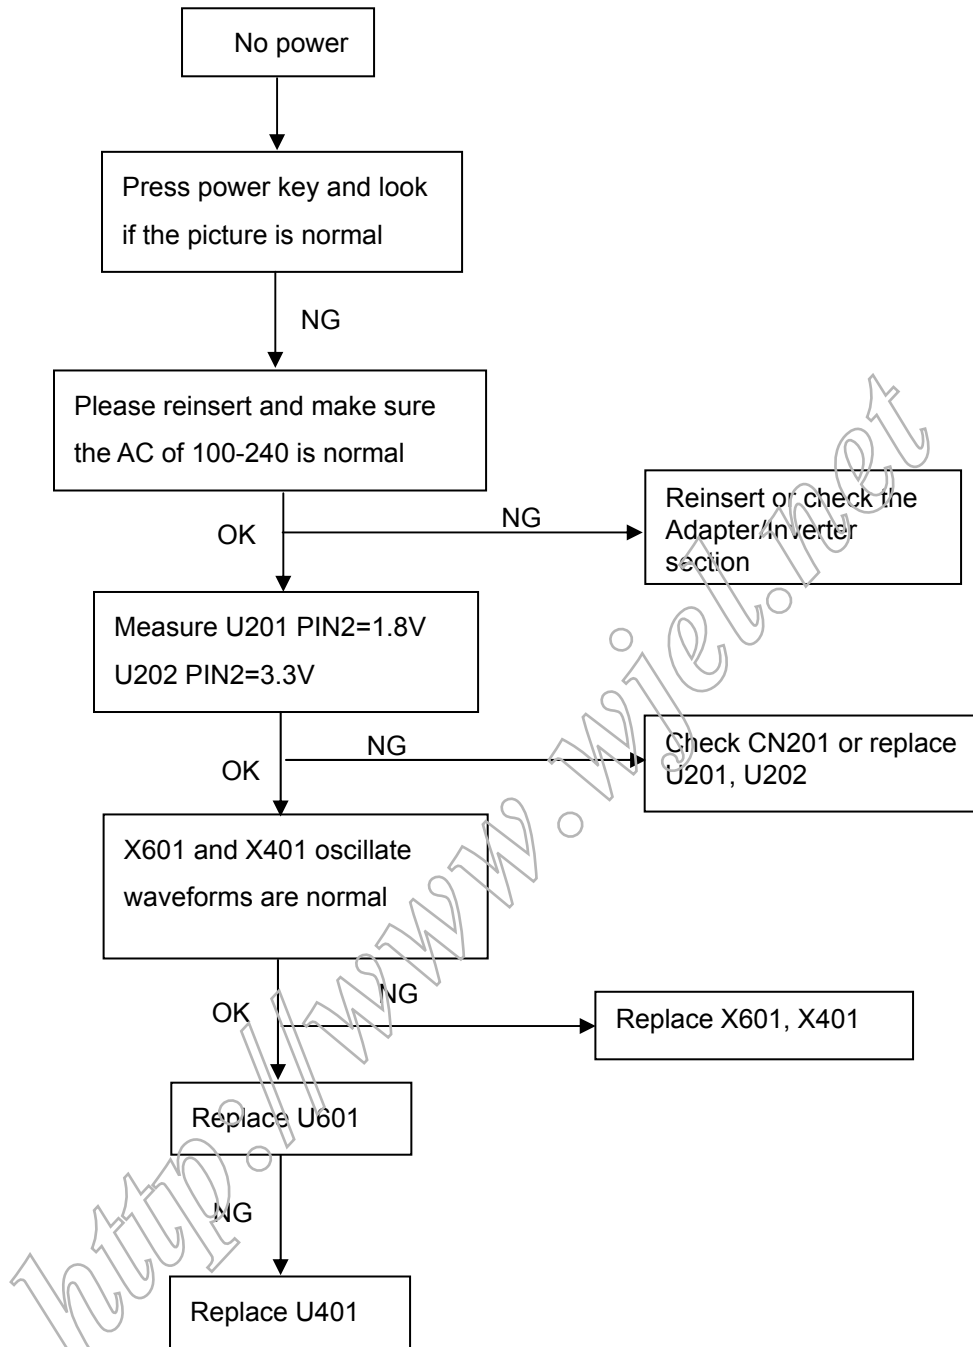 No power
Press power key and look
if the picture is normal
NG
Please reinsert and make sure
the AC of 100-240 is normal
NG
OK
Reinsert or check the
Adapter/Inverter
section
Measure U201 PIN2=1.8V
U202 PIN2=3.3V
NG
OK
Check CN201 or replace
U201, U202
X601 and X401 oscillate
waveforms are normal
NG
OK
Replace X601, X401
Replace U601
NG
Replace U401
http://www.wjel.net